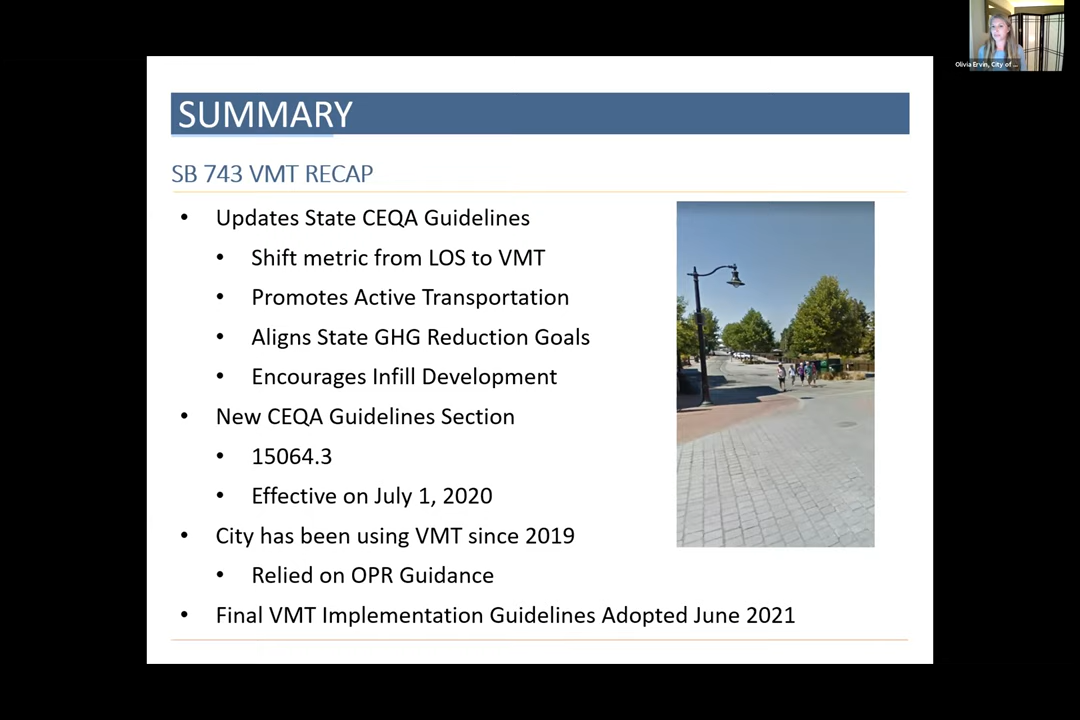 Olivia Ervin, City of ...
SUMMARY
SB 743 VMT RECAP
• Updates State CEQA Guidelines
• Shift metric from LOS to VMT
• Promotes Active Transportation
• Aligns State GHG Reduction Goals
• Encourages Infill Development
• New CEQA Guidelines Section
• 15064.3
• Effective on July 1, 2020
• City has been using VMT since 2019
• Relied on OPR Guidance
• Final VMT Implementation Guidelines Adopted June 2021